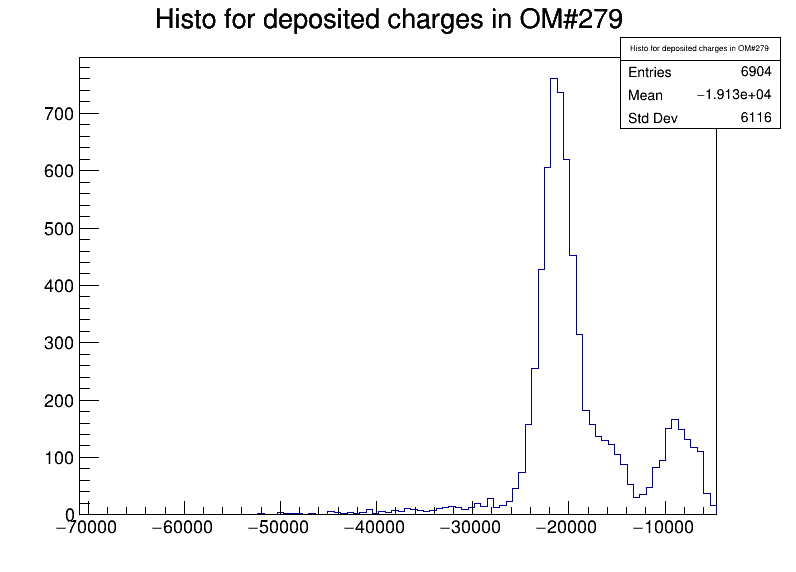 Histo for deposited charges in OM#279
Histo for deposited charges in OM#279
Entries 6904
Mean −1.913e+04
Std Dev 6116
700
600
500
400
300
200
100
0
−70000 −60000 −50000 −40000 −30000 −20000 −10000